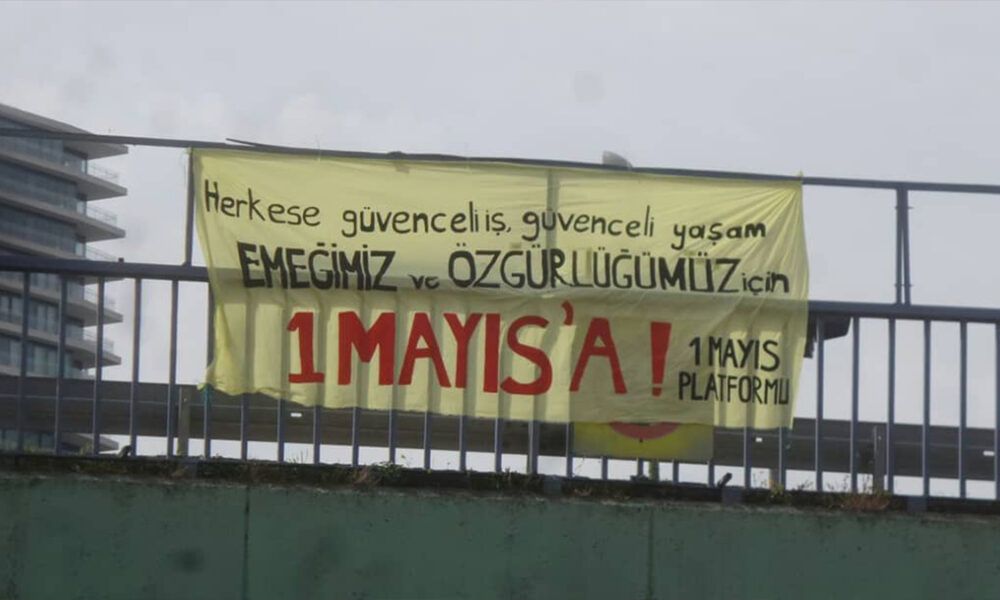 Herkese güvenceli iş, güvenceli yaşam
EMEĞİMİZ ve ÖZGÜRLÜĞÜMÜZ için
1 MAYIS'A !
1 MAYIS
PLATFORMU